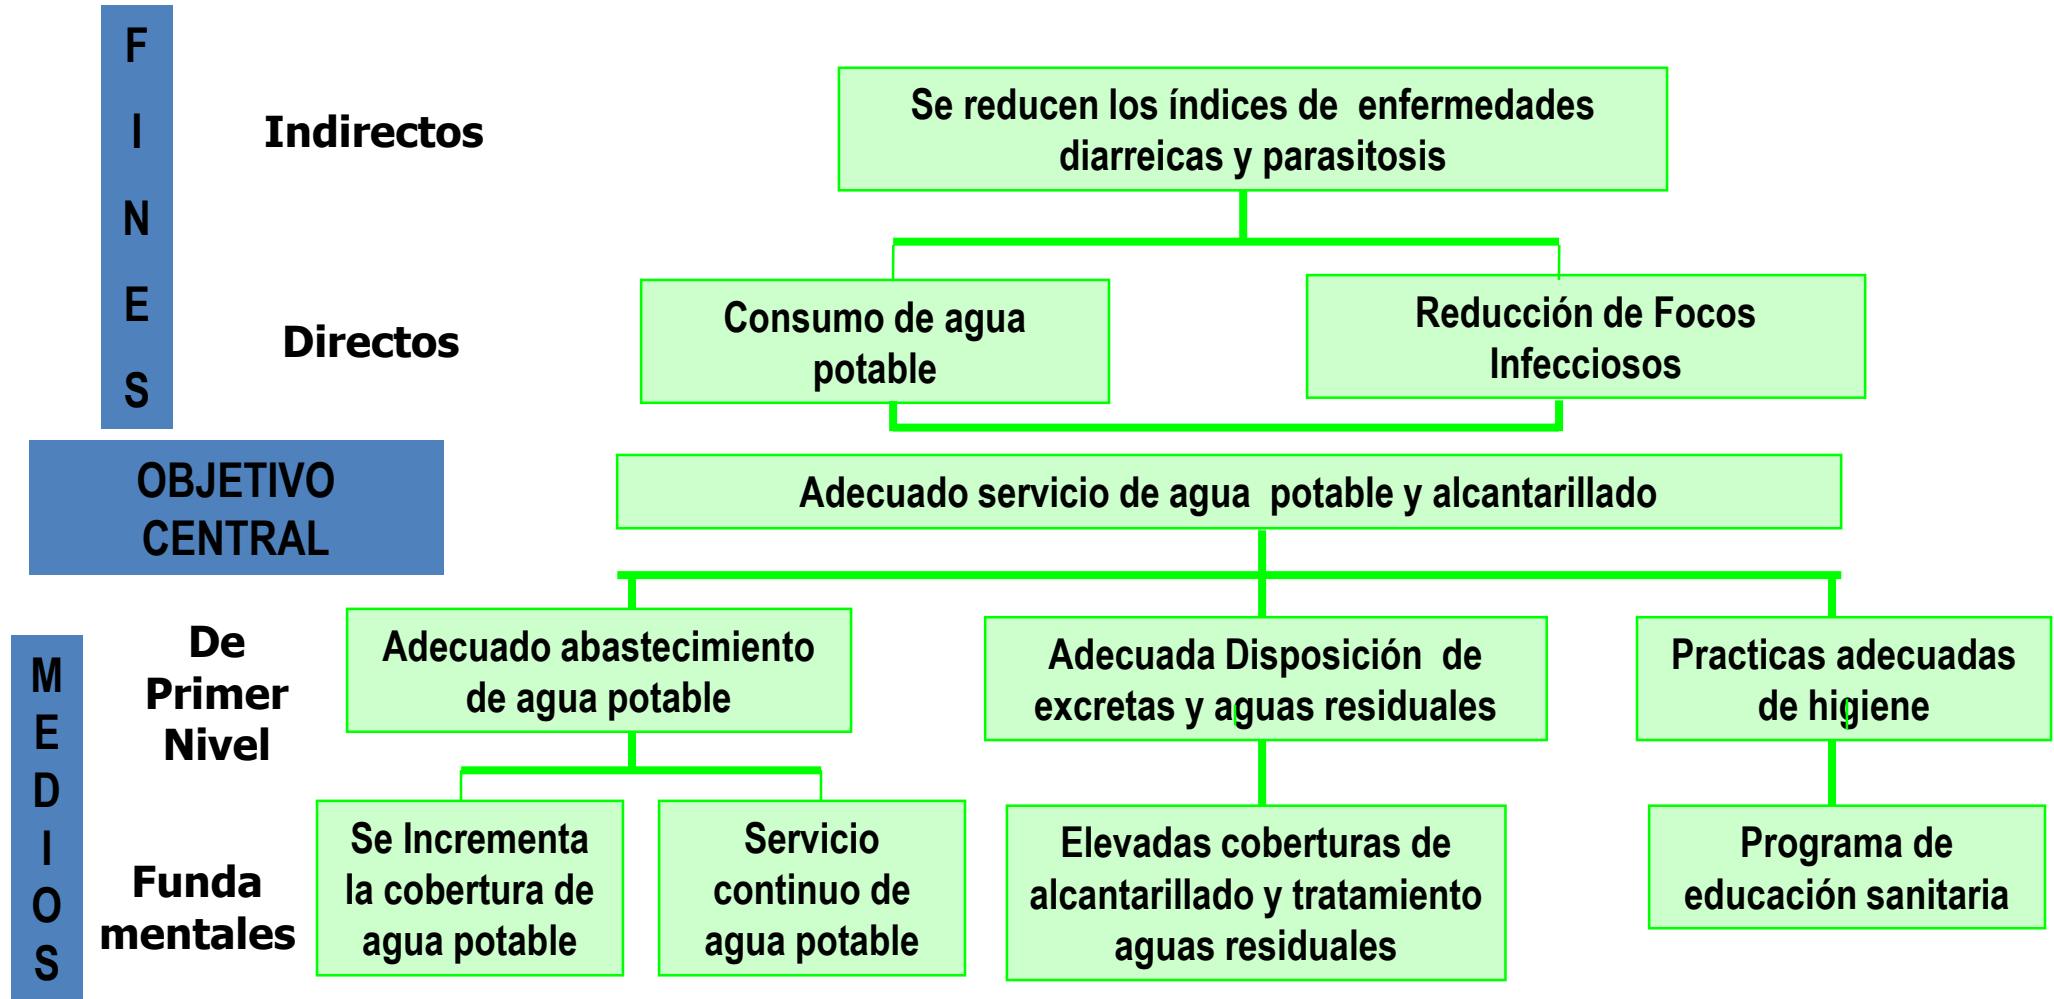 FINES
Indirectos
Se reducen los índices de enfermedades
diarreicas y parasitosis
Directos
Consumo de agua
potable
Reducción de Focos
Infecciosos
OBJETIVO
CENTRAL
Adecuado servicio de agua potable y alcantarillado
MEDIOS
De
Primer
Nivel
Adecuado abastecimiento
de agua potable
Adecuada Disposición de
excretas y aguas residuales
Practicas adecuadas
de higiene
Funda
mentales
Se Incrementa
la cobertura de
agua potable
Servicio
continuo de
agua potable
Elevadas coberturas de
alcantarillado y tratamiento
aguas residuales
Programa de
educación sanitaria